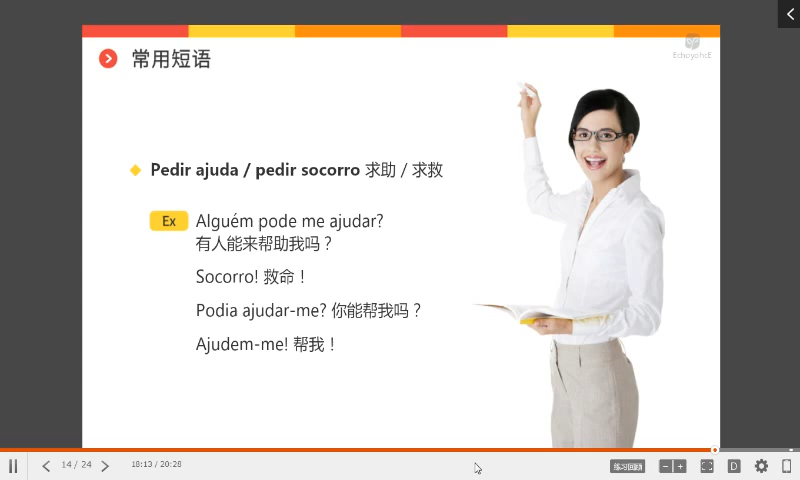 常用短语
EchoyohcE
Pedir ajuda / pedir socorro 求助 / 求救
Ex Alguém pode me ajudar?
有人能来帮助我吗？
Socorro! 救命！
Podia ajudar-me? 你能帮我吗？
Ajudem-me! 帮我！
14 / 24
18:13 / 20:28
练习回顾
D